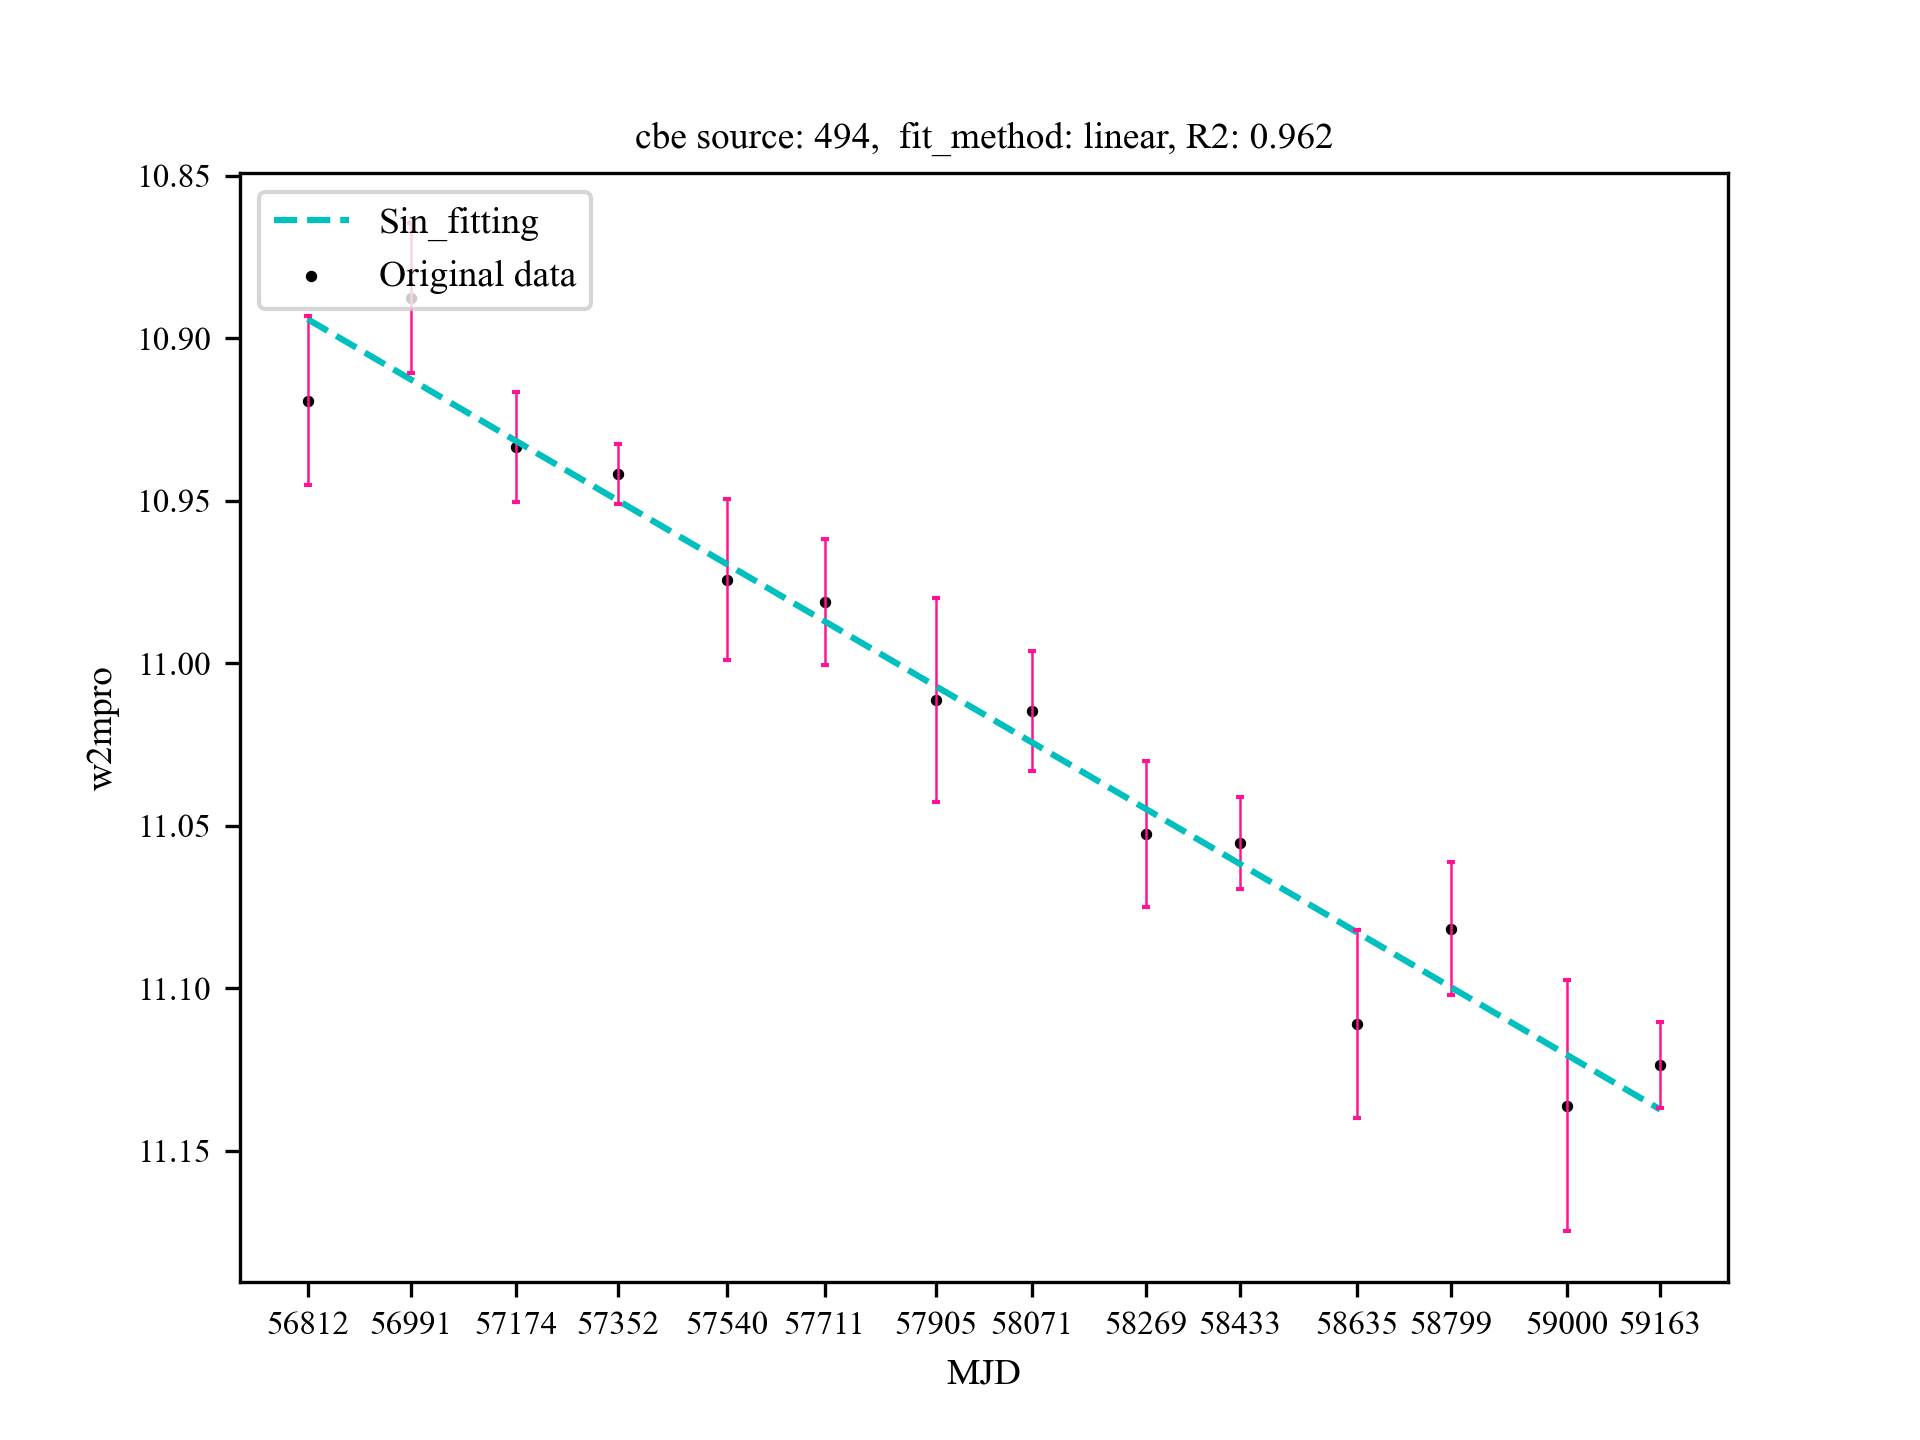 cbe source: 494,  fit_method: linear, R2: 0.962
Sin_fitting
Original data
10.85
10.90
10.95
11.00
11.05
11.10
11.15
w2mpro
56812 56991 57174 57352 57540 57711 57905 58071 58269 58433 58635 58799 59000 59163
MJD